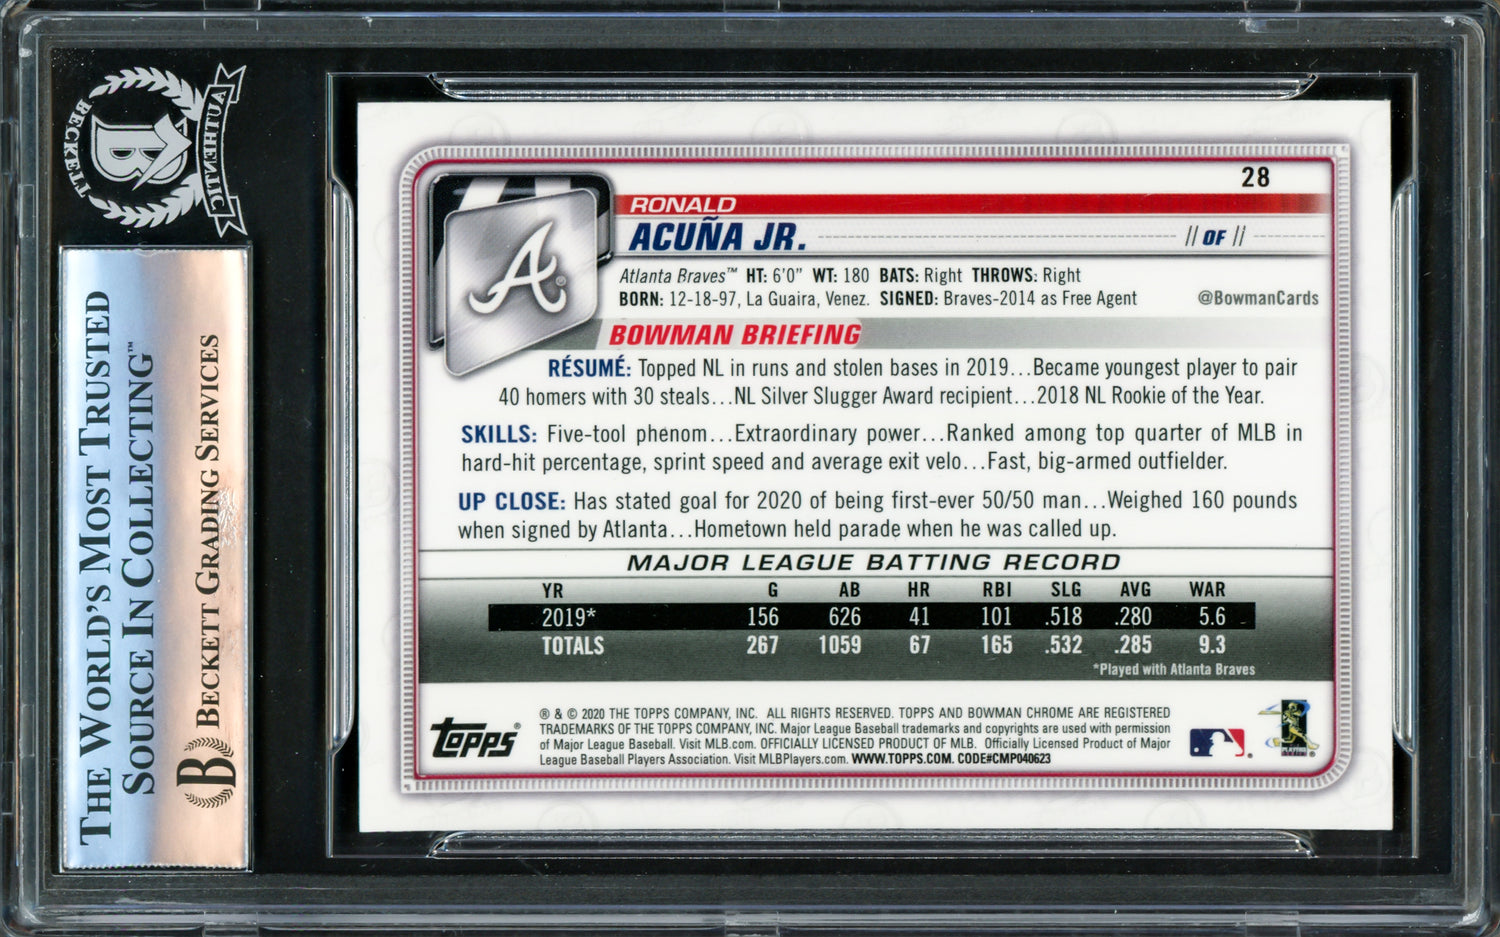 BECKETT
AUTHENTIC
B
THE WORLD'S MOST TRUSTED
SOURCE IN COLLECTING™
B BECKETT GRADING SERVICES
28
RONALD
ACUÑA JR.
// OF //
A®
Atlanta Braves™ HT: 6'0" WT: 180 BATS: Right THROWS: Right
BORN: 12-18-97, La Guaira, Venez. SIGNED: Braves-2014 as Free Agent
@BowmanCards
BOWMAN BRIEFING
RÉSUMÉ: Topped NL in runs and stolen bases in 2019...Became youngest player to pair
40 homers with 30 steals...NL Silver Slugger Award recipient...2018 NL Rookie of the Year.
SKILLS: Five-tool phenom...Extraordinary power...Ranked among top quarter of MLB in
hard-hit percentage, sprint speed and average exit velo...Fast, big-armed outfielder.
UP CLOSE: Has stated goal for 2020 of being first-ever 50/50 man...Weighed 160 pounds
when signed by Atlanta...Hometown held parade when he was called up.
MAJOR LEAGUE BATTING RECORD
YR G AB HR RBI SLG AVG WAR
2019* 156 626 41 101 .518 .280 5.6
TOTALS 267 1059 67 165 .532 .285 9.3
*Played with Atlanta Braves
Topps®
® & © 2020 THE TOPPS COMPANY, INC. ALL RIGHTS RESERVED. TOPPS AND BOWMAN CHROME ARE REGISTERED
TRADEMARKS OF THE TOPPS COMPANY, INC. Major League Baseball trademarks and copyrights are used with permission
of Major League Baseball. Visit MLB.com. OFFICIALLY LICENSED PRODUCT OF MLB. Officially Licensed Product of Major
League Baseball Players Association. Visit MLBPlayers.com. WWW.TOPPS.COM. CODE#CMP040623